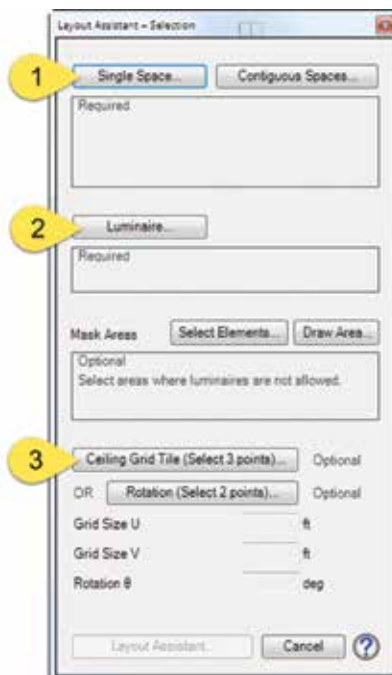 Layout Assistant – Selection
1
Single Space...
Contiguous Spaces...
Required
2
Luminaire...
Required
Mask Areas
Select Elements...
Draw Area...
Optional
Select areas where luminaires are not allowed.
3
Ceiling Grid Tile (Select 3 points)...
Optional
OR
Rotation (Select 2 points)...
Optional
Grid Size U
ft
Grid Size V
ft
Rotation θ
deg
Layout Assistant...
Cancel
?